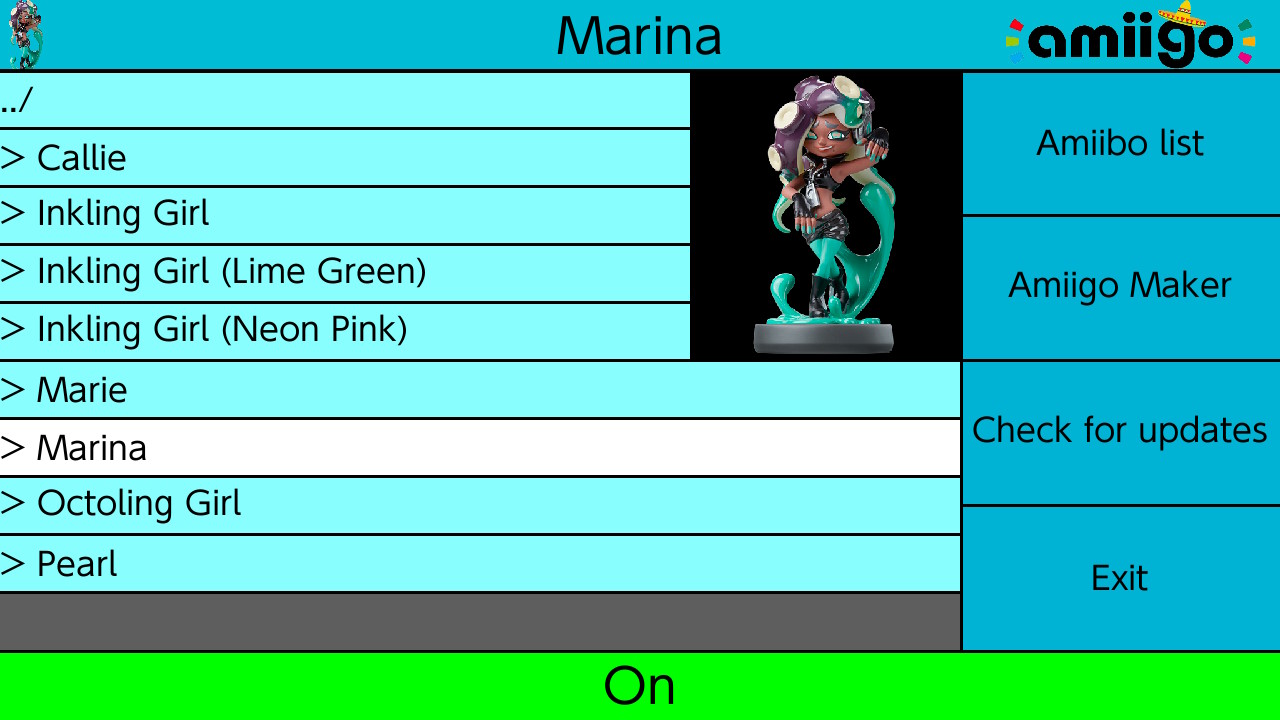 Marina
amiigo
../
> Callie
> Inkling Girl
> Inkling Girl (Lime Green)
> Inkling Girl (Neon Pink)
> Marie
> Marina
> Octoling Girl
> Pearl
Amiibo list
Amiigo Maker
Check for updates
Exit
On